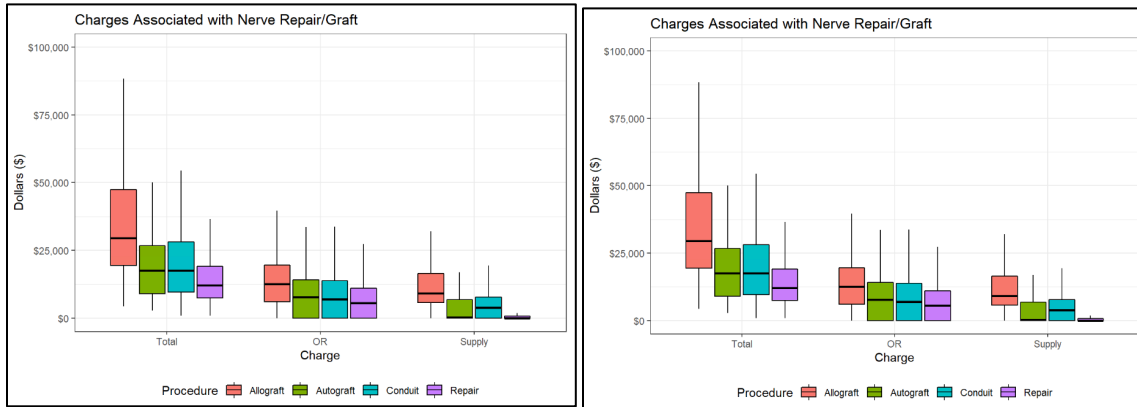 Charges Associated with Nerve Repair/Graft
$100,000
$75,000
$50,000
$25,000
$0
Dollars ($)
Total OR Supply
Charge
Procedure Allograft Autograft Conduit Repair
Charges Associated with Nerve Repair/Graft
$100,000
$75,000
$50,000
$25,000
$0
Dollars ($)
Total OR Supply
Charge
Procedure Allograft Autograft Conduit Repair